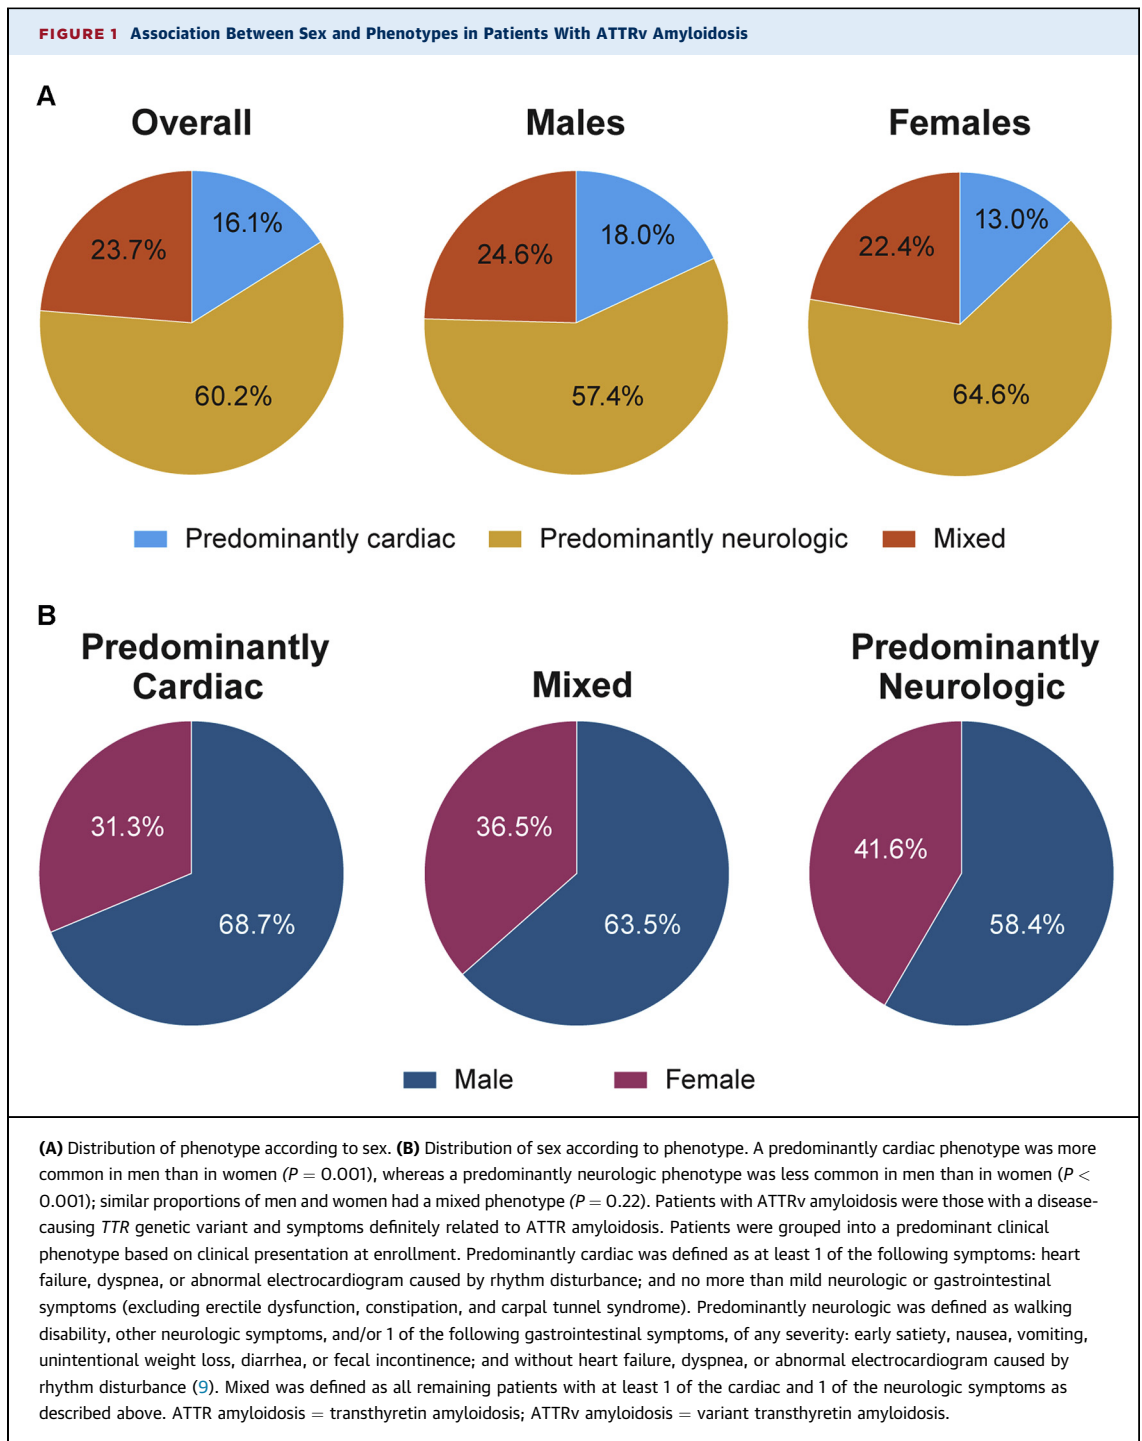 FIGURE 1 Association Between Sex and Phenotypes in Patients With ATTRv Amyloidosis
A
Overall
Males
Females
16.1%
23.7%
60.2%
18.0%
24.6%
57.4%
13.0%
22.4%
64.6%
Predominantly cardiac
Predominantly neurologic
Mixed
B
Predominantly
Cardiac
Mixed
Predominantly
Neurologic
31.3%
68.7%
36.5%
63.5%
41.6%
58.4%
Male
Female
(A) Distribution of phenotype according to sex. (B) Distribution of sex according to phenotype. A predominantly cardiac phenotype was more
common in men than in women (P = 0.001), whereas a predominantly neurologic phenotype was less common in men than in women (P <
0.001); similar proportions of men and women had a mixed phenotype (P = 0.22). Patients with ATTRv amyloidosis were those with a disease-
causing TTR genetic variant and symptoms definitely related to ATTR amyloidosis. Patients were grouped into a predominant clinical
phenotype based on clinical presentation at enrollment. Predominantly cardiac was defined as at least 1 of the following symptoms: heart
failure, dyspnea, or abnormal electrocardiogram caused by rhythm disturbance; and no more than mild neurologic or gastrointestinal
symptoms (excluding erectile dysfunction, constipation, and carpal tunnel syndrome). Predominantly neurologic was defined as walking
disability, other neurologic symptoms, and/or 1 of the following gastrointestinal symptoms, of any severity: early satiety, nausea, vomiting,
unintentional weight loss, diarrhea, or fecal incontinence; and without heart failure, dyspnea, or abnormal electrocardiogram caused by
rhythm disturbance (9). Mixed was defined as all remaining patients with at least 1 of the cardiac and 1 of the neurologic symptoms as
described above. ATTR amyloidosis = transthyretin amyloidosis; ATTRv amyloidosis = variant transthyretin amyloidosis.